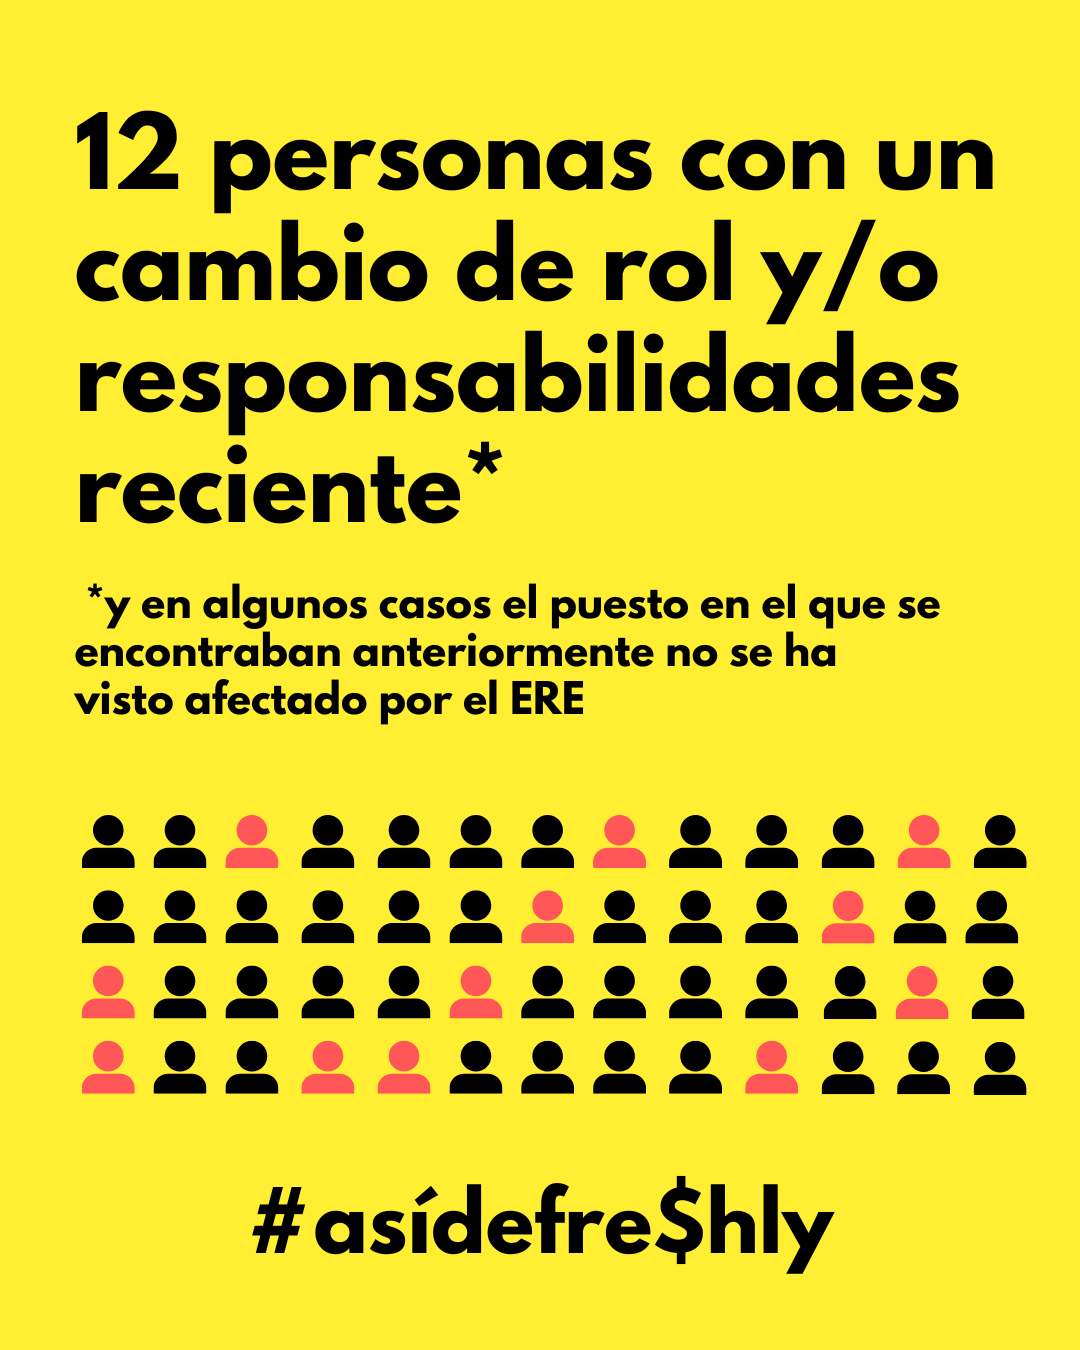 12 personas con un
cambio de rol y/o
responsabilidades
reciente*
*y en algunos casos el puesto en el que se
encontraban anteriormente no se ha
visto afectado por el ERE
#asídefre$hly